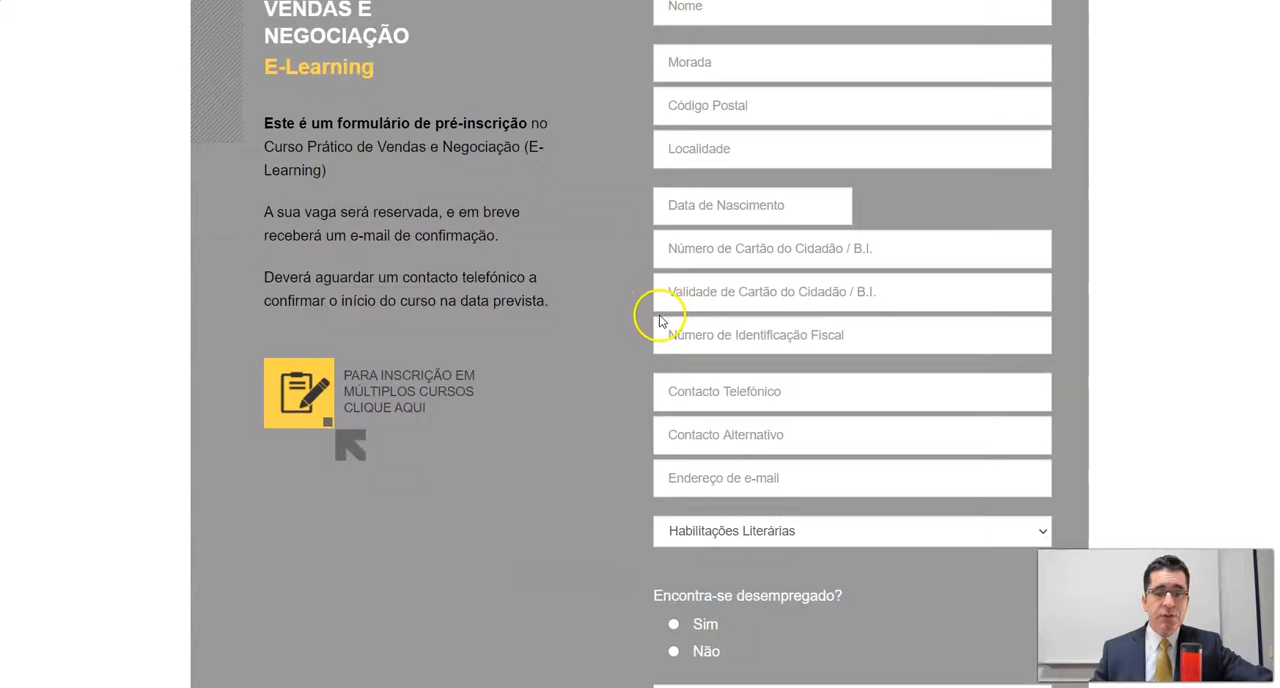 VENDAS E
NEGOCIAÇÃO
E-Learning
Este é um formulário de pré-inscrição no
Curso Prático de Vendas e Negociação (E-
Learning)
A sua vaga será reservada, e em breve
receberá um e-mail de confirmação.
Deverá aguardar um contacto telefónico a
confirmar o início do curso na data prevista.
PARA INSCRIÇÃO EM
MÚLTIPLOS CURSOS
CLIQUE AQUI
Nome
Morada
Código Postal
Localidade
Data de Nascimento
Número de Cartão do Cidadão / B.I.
Validade de Cartão do Cidadão / B.I.
Número de Identificação Fiscal
Contacto Telefónico
Contacto Alternativo
Endereço de e-mail
Habilitações Literárias
Encontra-se desempregado?
Sim
Não